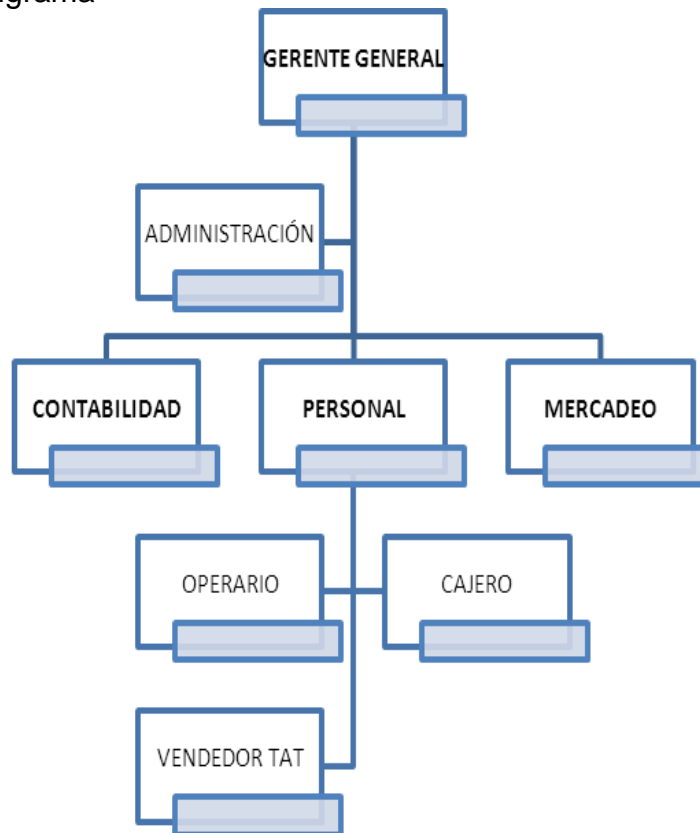 GERENTE GENERAL
ADMINISTRACIÓN
CONTABILIDAD
PERSONAL
MERCADEO
OPERARIO
CAJERO
VENDEDOR TAT